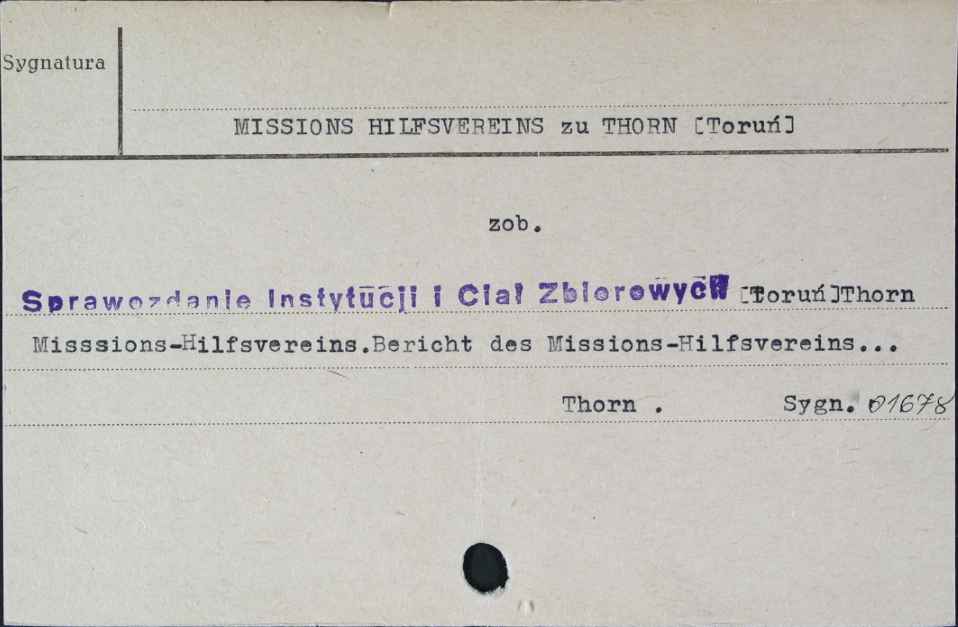 Sygnatura
MISSIONS HILFSVEREINS zu THORN [Toruń]
zob.
Sprawozdanie Instytucji i Ciał Zbiorowych [Toruń]Thorn
Misssions-Hilfsvereins.Bericht des Missions-Hilfsvereins...
Thorn . Sygn. 01678